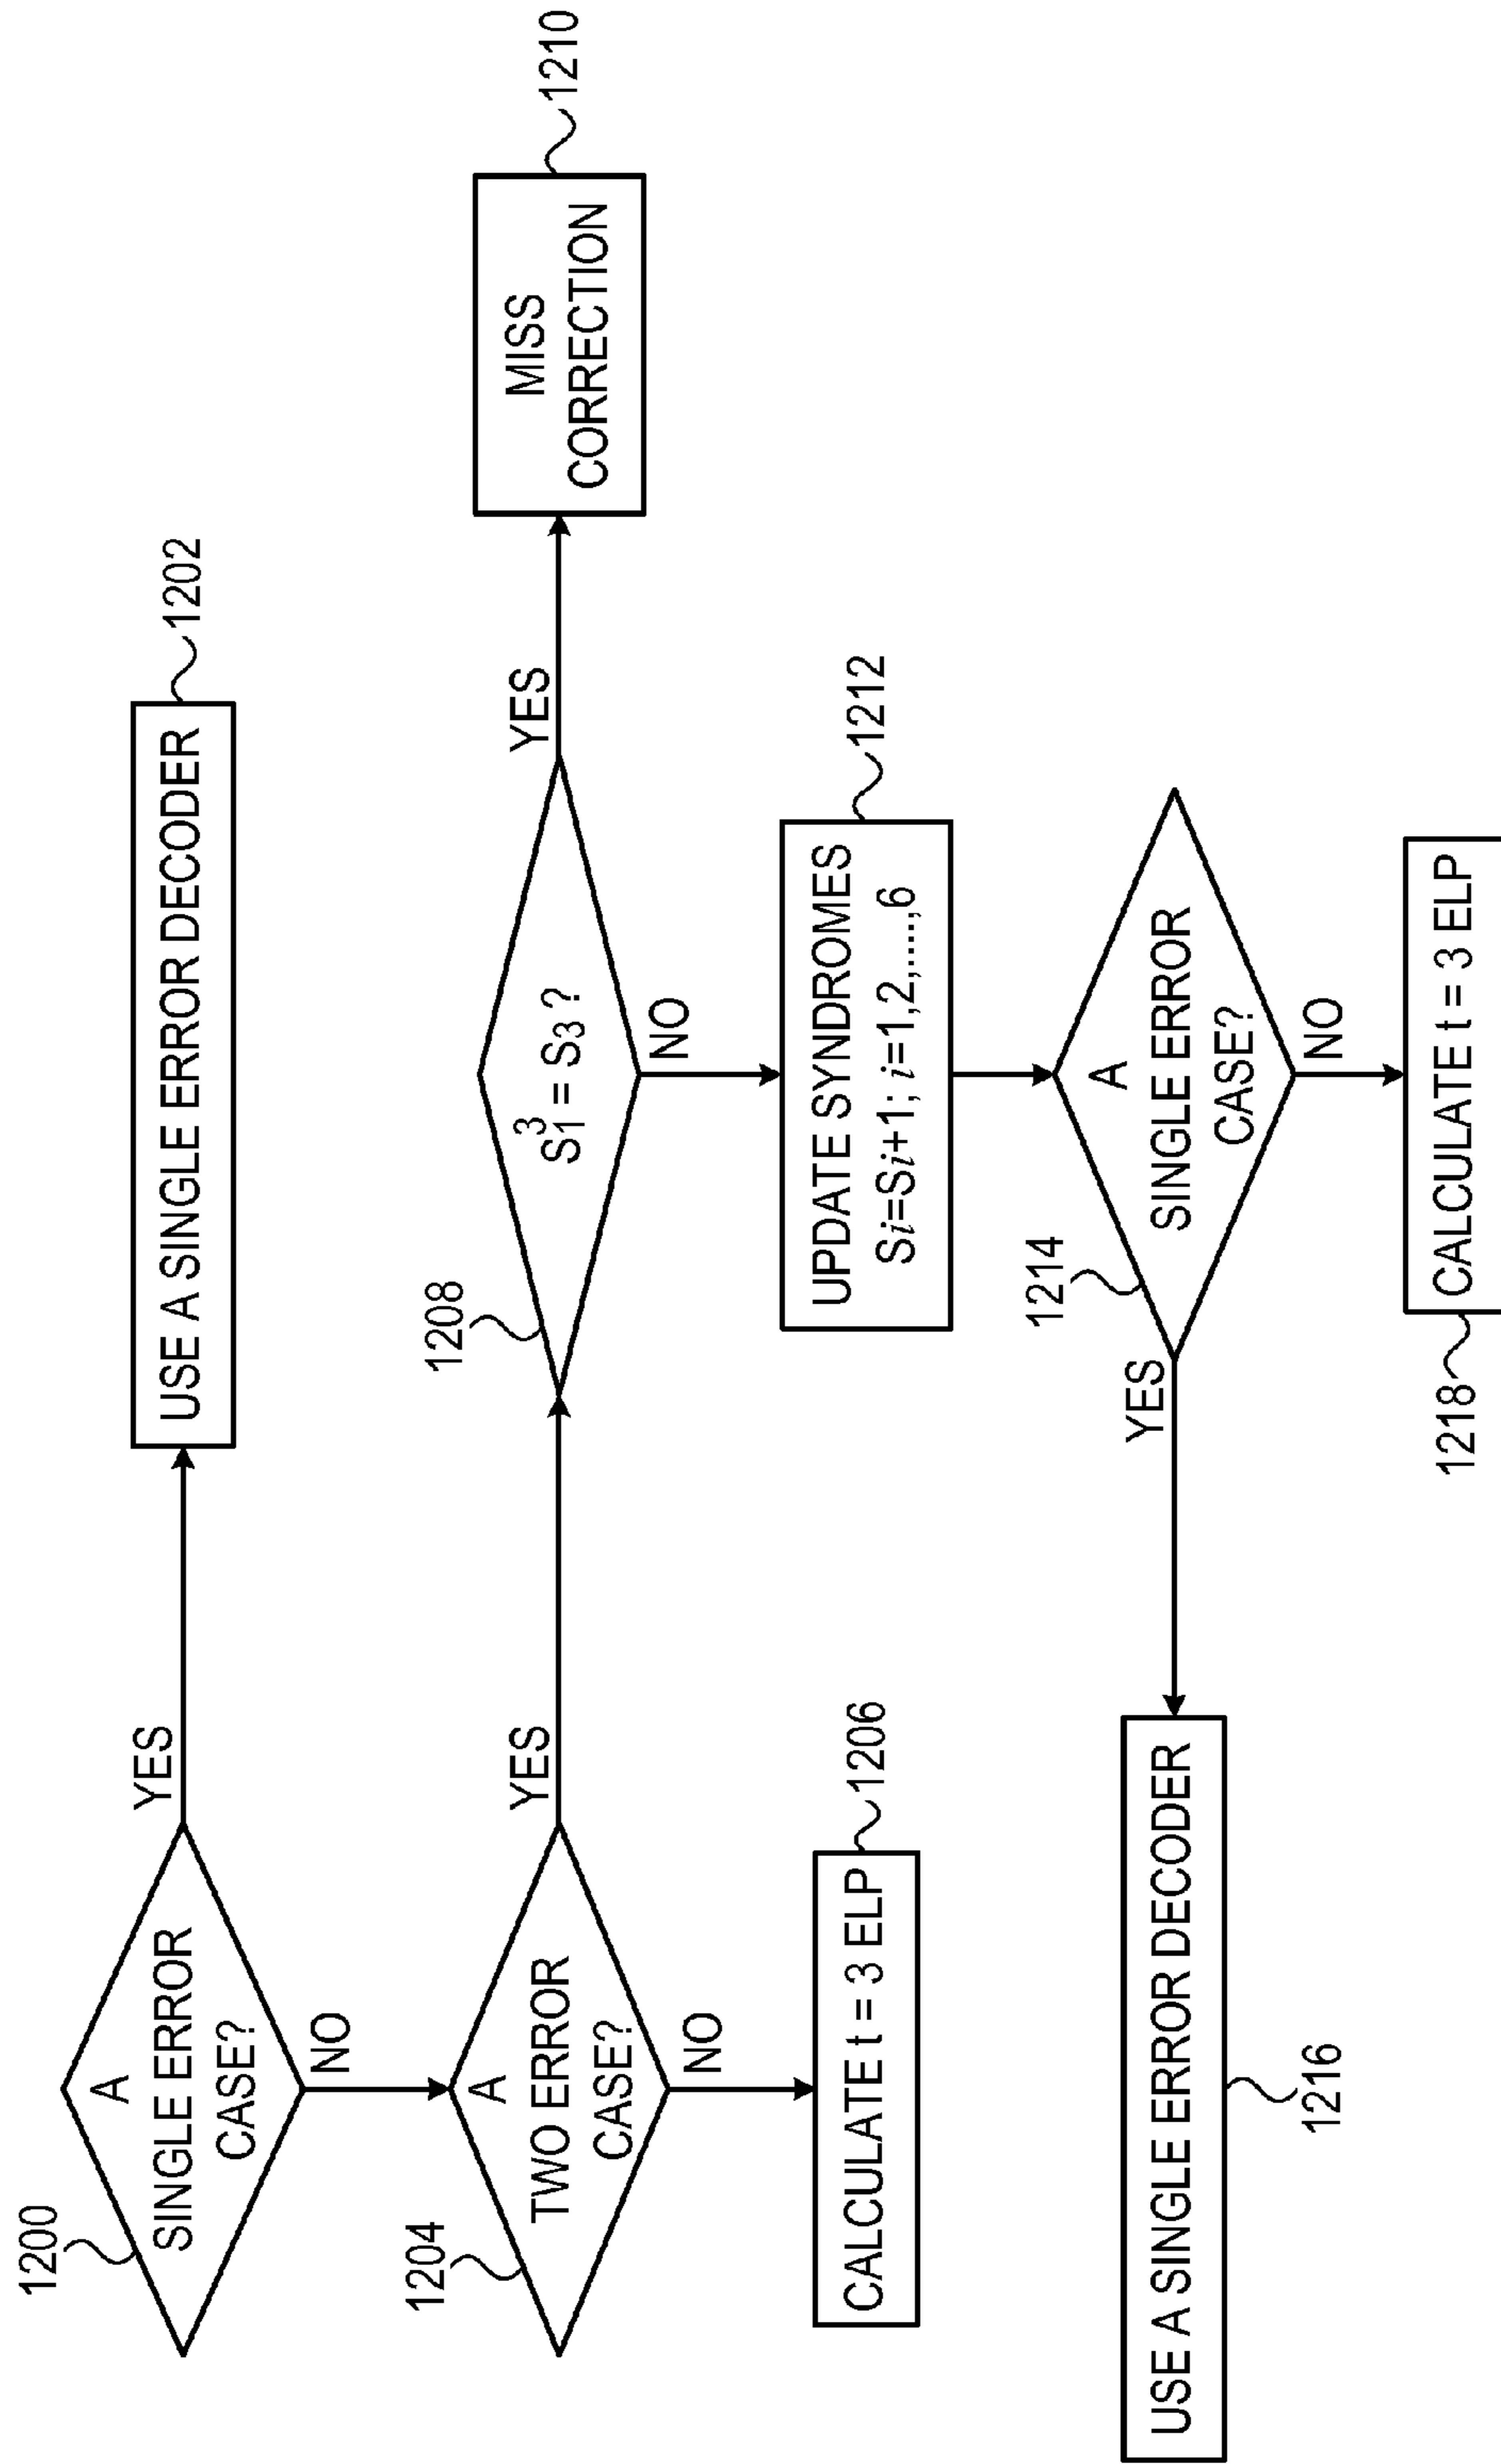 1200
A
SINGLE ERROR
CASE?
YES
NO
USE A SINGLE ERROR DECODER
1202
1204
A
TWO ERROR
CASE?
YES
NO
CALCULATE t = 3 ELP
1206
1208
S₁³ = S₃ ?
YES
NO
MISS
CORRECTION
1210
UPDATE SYNDROMES
Si=Si+1; i=1,2,....,6
1212
1214
A
SINGLE ERROR
CASE?
YES
NO
USE A SINGLE ERROR DECODER
1216
CALCULATE t = 3 ELP
1218